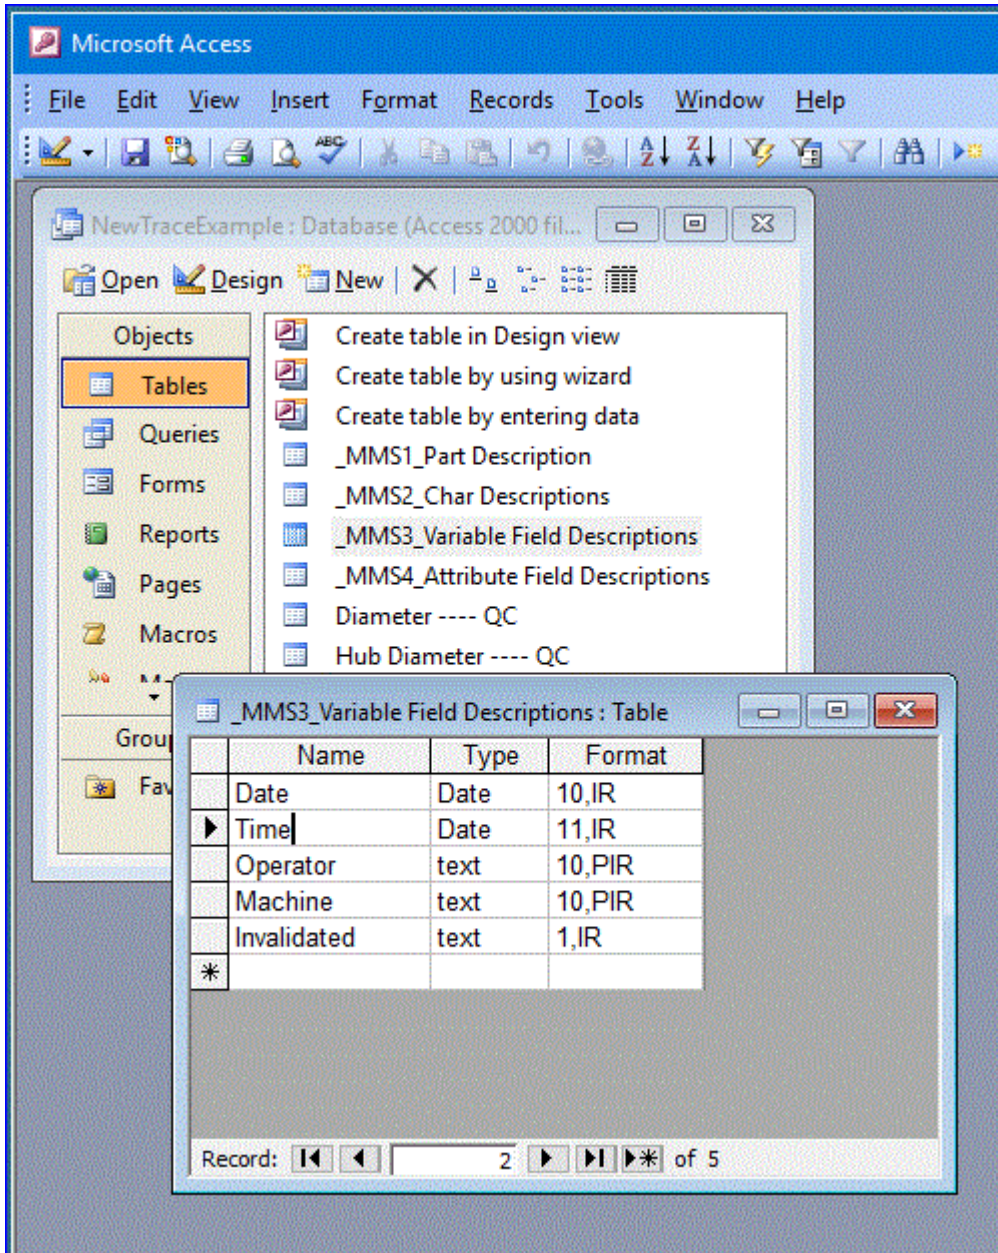 Microsoft Access
File Edit View Insert Format Records Tools Window Help
ABC A Z Z A
NewTraceExample : Database (Access 2000 fil...
Open Design New
Objects
Tables
Queries
Forms
Reports
Pages
Macros
Create table in Design view
Create table by using wizard
Create table by entering data
_MMS1_Part Description
_MMS2_Char Descriptions
_MMS3_Variable Field Descriptions
_MMS4_Attribute Field Descriptions
Diameter ---- QC
Hub Diameter ---- QC
Group
Fav
_MMS3_Variable Field Descriptions : Table
Name Type Format
Date Date 10,IR
Time Date 11,IR
Operator text 10,PIR
Machine text 10,PIR
Invalidated text 1,IR
Record: 2 of 5